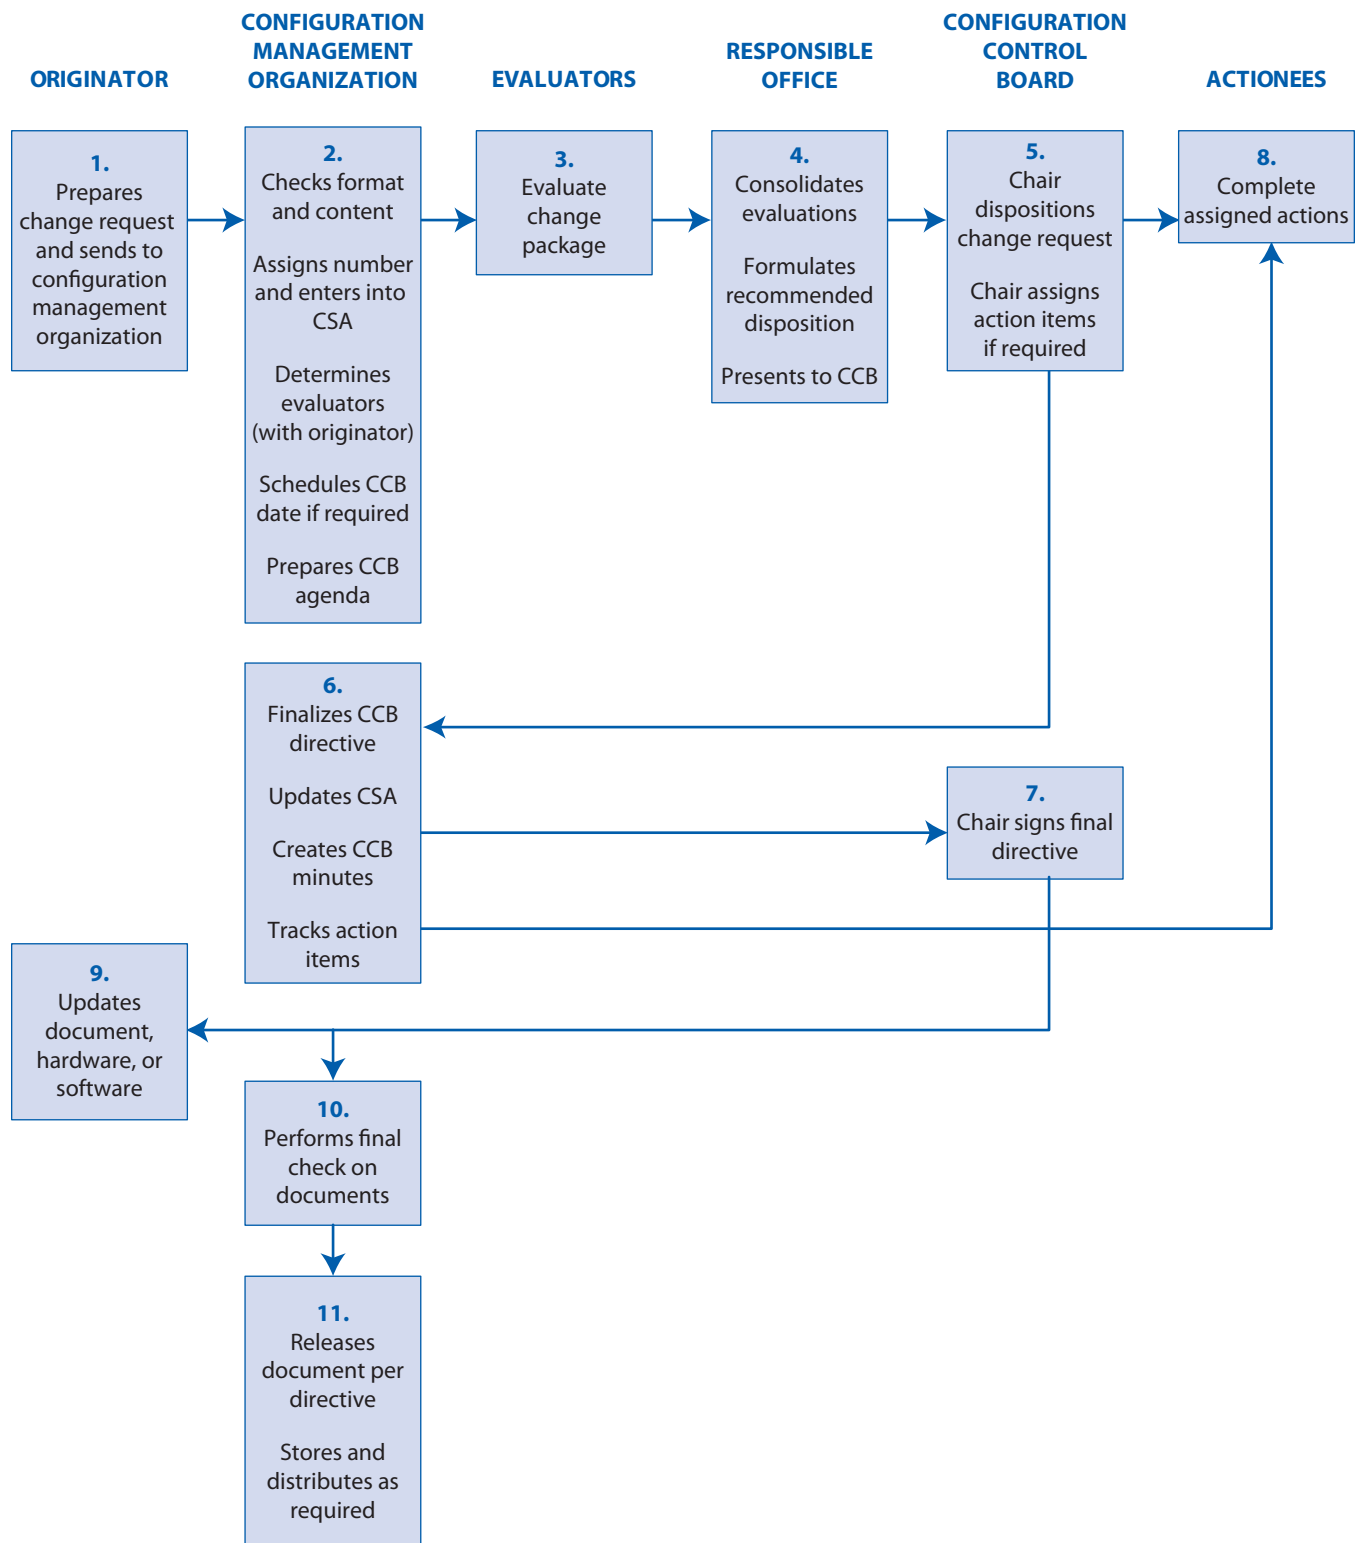 ORIGINATOR
CONFIGURATION
MANAGEMENT
ORGANIZATION
EVALUATORS
RESPONSIBLE
OFFICE
CONFIGURATION
CONTROL
BOARD
ACTIONEES
1.
Prepares
change request
and sends to
configuration
management
organization
2.
Checks format
and content
Assigns number
and enters into
CSA
Determines
evaluators
(with originator)
Schedules CCB
date if required
Prepares CCB
agenda
3.
Evaluate
change
package
4.
Consolidates
evaluations
Formulates
recommended
disposition
Presents to CCB
5.
Chair
dispositions
change request
Chair assigns
action items
if required
8.
Complete
assigned actions
6.
Finalizes CCB
directive
Updates CSA
Creates CCB
minutes
Tracks action
items
7.
Chair signs final
directive
9.
Updates
document,
hardware, or
software
10.
Performs final
check on
documents
11.
Releases
document per
directive
Stores and
distributes as
required